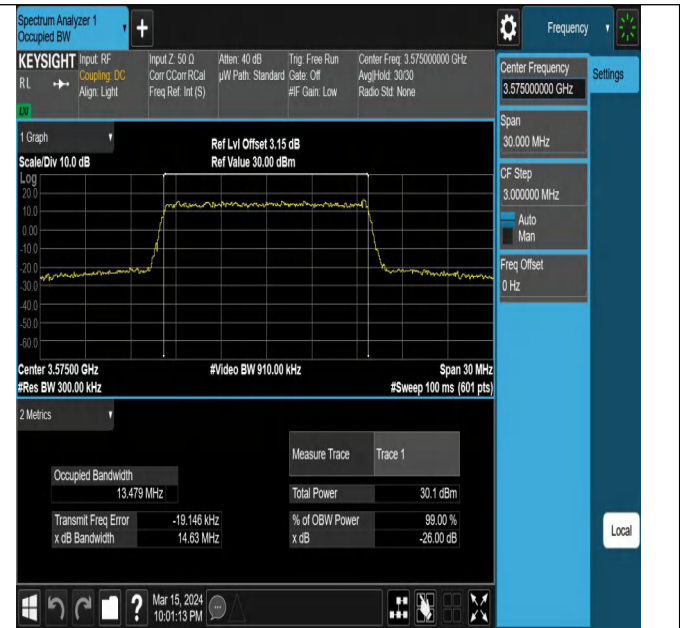 Spectrum Analyzer 1
Occupied BW
Frequency
KEYSIGHT
RL
Input: RF
Coupling: DC
Align: Light
Input Z: 50 Ω
Corr CCorr RCal
Freq Ref: Int (S)
Atten: 40 dB
µW Path: Standard
Trig: Free Run
Gate: Off
#IF Gain: Low
Center Freq: 3.575000000 GHz
Avg|Hold: 30/30
Radio Std: None
Center Frequency
3.575000000 GHz
Settings
Span
30.000 MHz
CF Step
3.000000 MHz
Auto
Man
Freq Offset
0 Hz
1 Graph
Scale/Div 10.0 dB
Ref Lvl Offset 3.15 dB
Ref Value 30.00 dBm
Log
20.0
10.0
0.00
-10.0
-20.0
-30.0
-40.0
-50.0
-60.0
Center 3.57500 GHz
#Video BW 910.00 kHz
Span 30 MHz
#Res BW 300.00 kHz
#Sweep 100 ms (601 pts)
2 Metrics
Measure Trace
Trace 1
Occupied Bandwidth
13.479 MHz
Total Power
30.1 dBm
Transmit Freq Error
-19.146 kHz
% of OBW Power
99.00 %
x dB Bandwidth
14.63 MHz
x dB
-26.00 dB
Local
?
Mar 15, 2024
10:01:13 PM